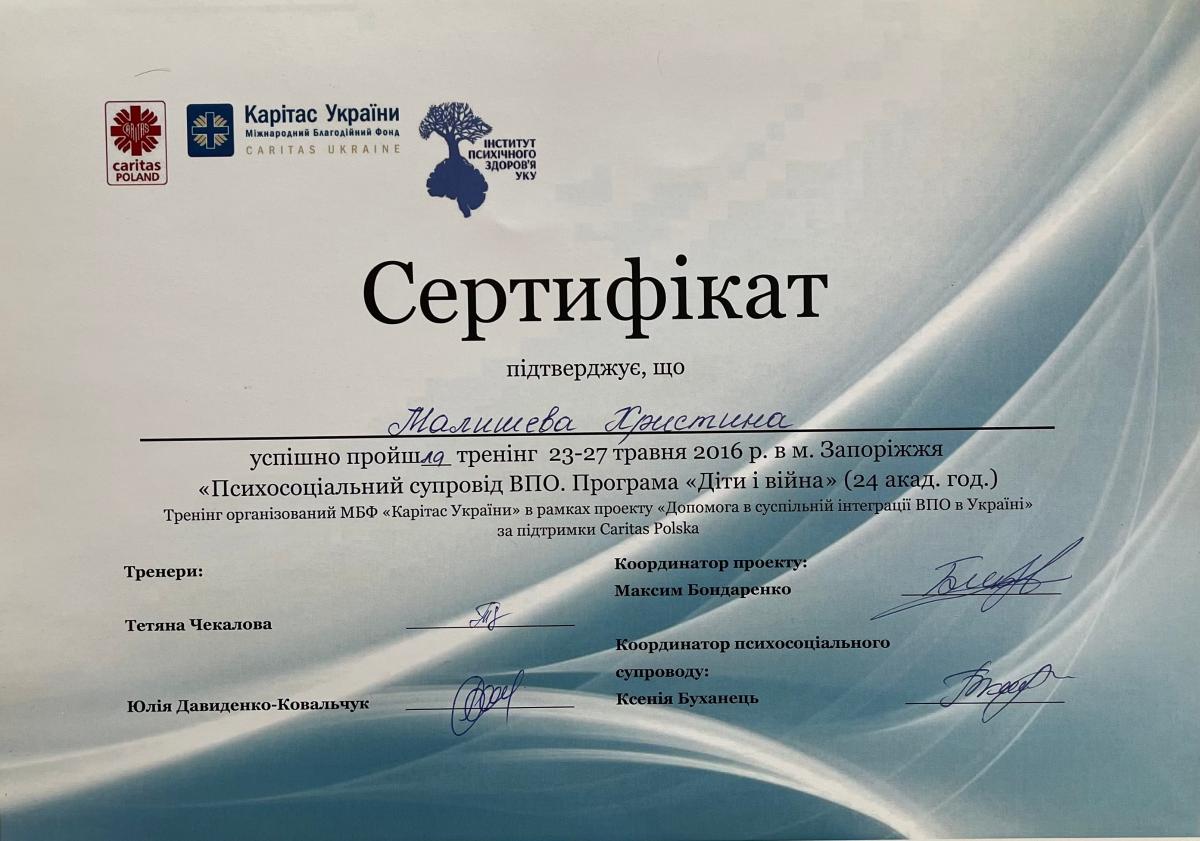 caritas
POLAND
Карітас України
Міжнародний Благодійний Фонд
CARITAS UKRAINE
ІНСТИТУТ
ПСИХІЧНОГО
ЗДОРОВ'Я
УКУ
Сертифікат
підтверджує, що
Малишева Христина
успішно пройшла тренінг 23-27 травня 2016 р. в м. Запоріжжя
«Психосоціальний супровід ВПО. Програма «Діти і війна» (24 акад. год.)
Тренінг організований МБФ «Карітас України» в рамках проекту «Допомога в суспільній інтеграції ВПО в Україні»
за підтримки Caritas Polska
Тренери:
Тетяна Чекалова
Юлія Давиденко-Ковальчук
Координатор проекту:
Максим Бондаренко
Координатор психосоціального
супроводу:
Ксенія Буханець